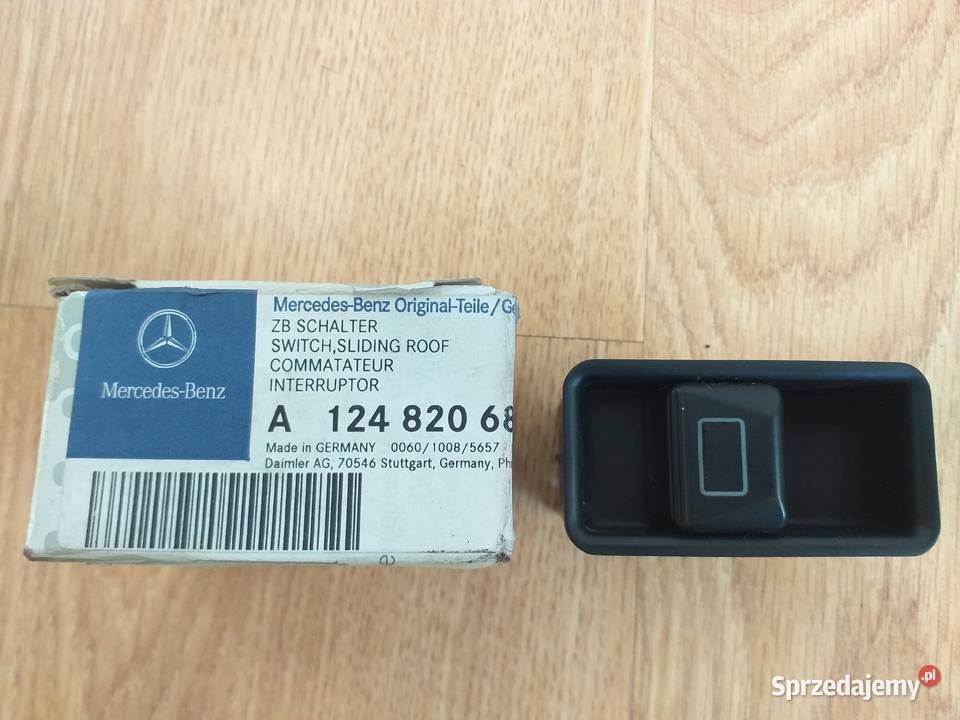 Mercedes-Benz
Mercedes-Benz Original-Teile/Ge
ZB SCHALTER
SWITCH,SLIDING ROOF
COMMATATEUR
INTERRUPTOR
A 124 820 68
Made in GERMANY 0060/1008/5657
Daimler AG, 70546 Stuttgart, Germany, Ph
e
Sprzedajemy.pl